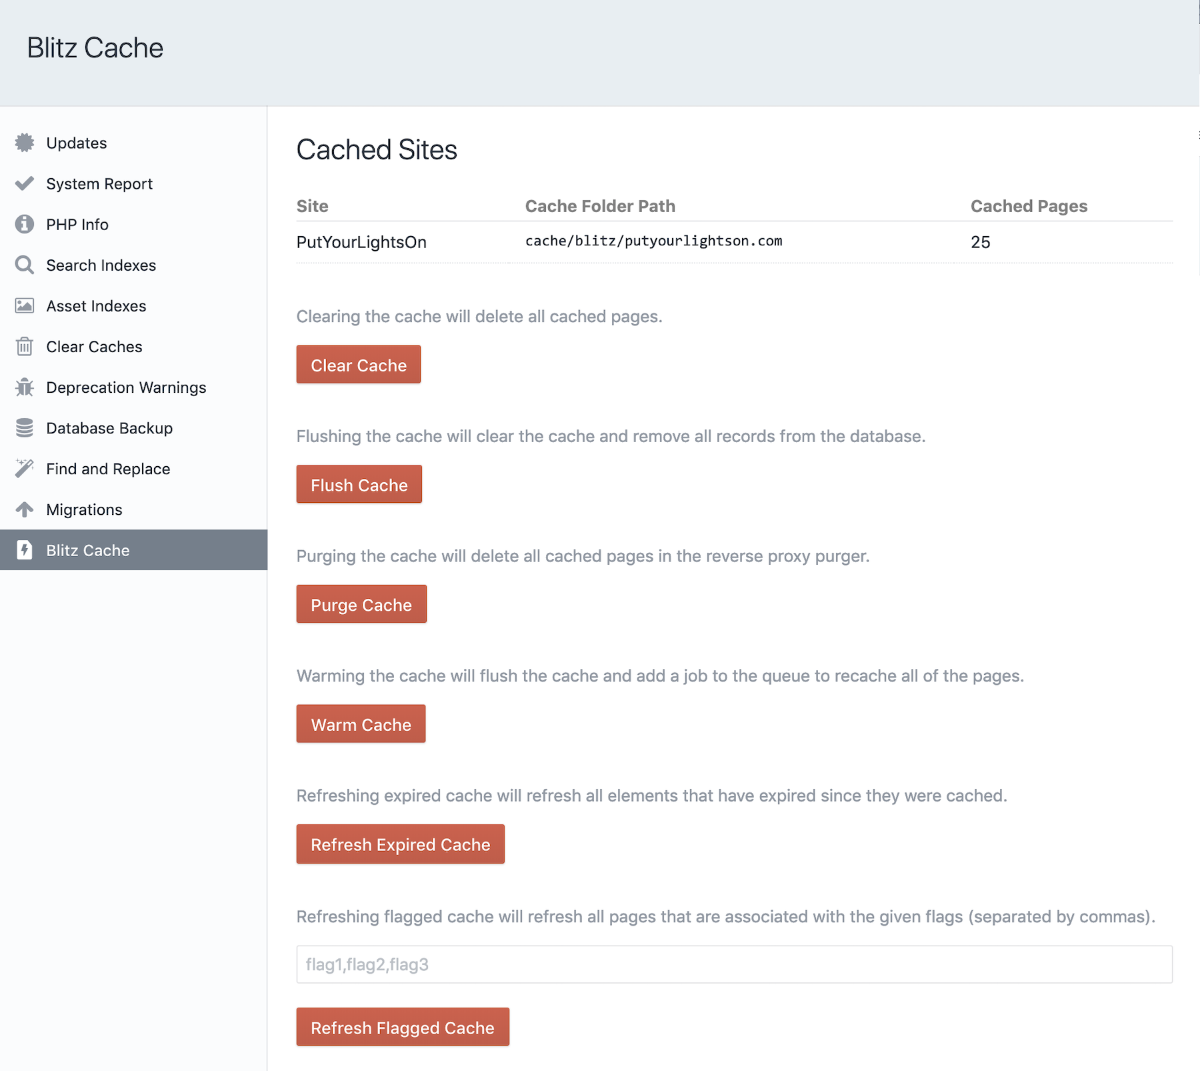 Blitz Cache
Updates
System Report
PHP Info
Search Indexes
Asset Indexes
Clear Caches
Deprecation Warnings
Database Backup
Find and Replace
Migrations
Blitz Cache
Cached Sites
Site Cache Folder Path Cached Pages
PutYourLightsOn cache/blitz/putyourlightson.com 25
Clearing the cache will delete all cached pages.
Clear Cache
Flushing the cache will clear the cache and remove all records from the database.
Flush Cache
Purging the cache will delete all cached pages in the reverse proxy purger.
Purge Cache
Warming the cache will flush the cache and add a job to the queue to recache all of the pages.
Warm Cache
Refreshing expired cache will refresh all elements that have expired since they were cached.
Refresh Expired Cache
Refreshing flagged cache will refresh all pages that are associated with the given flags (separated by commas).
flag1,flag2,flag3
Refresh Flagged Cache